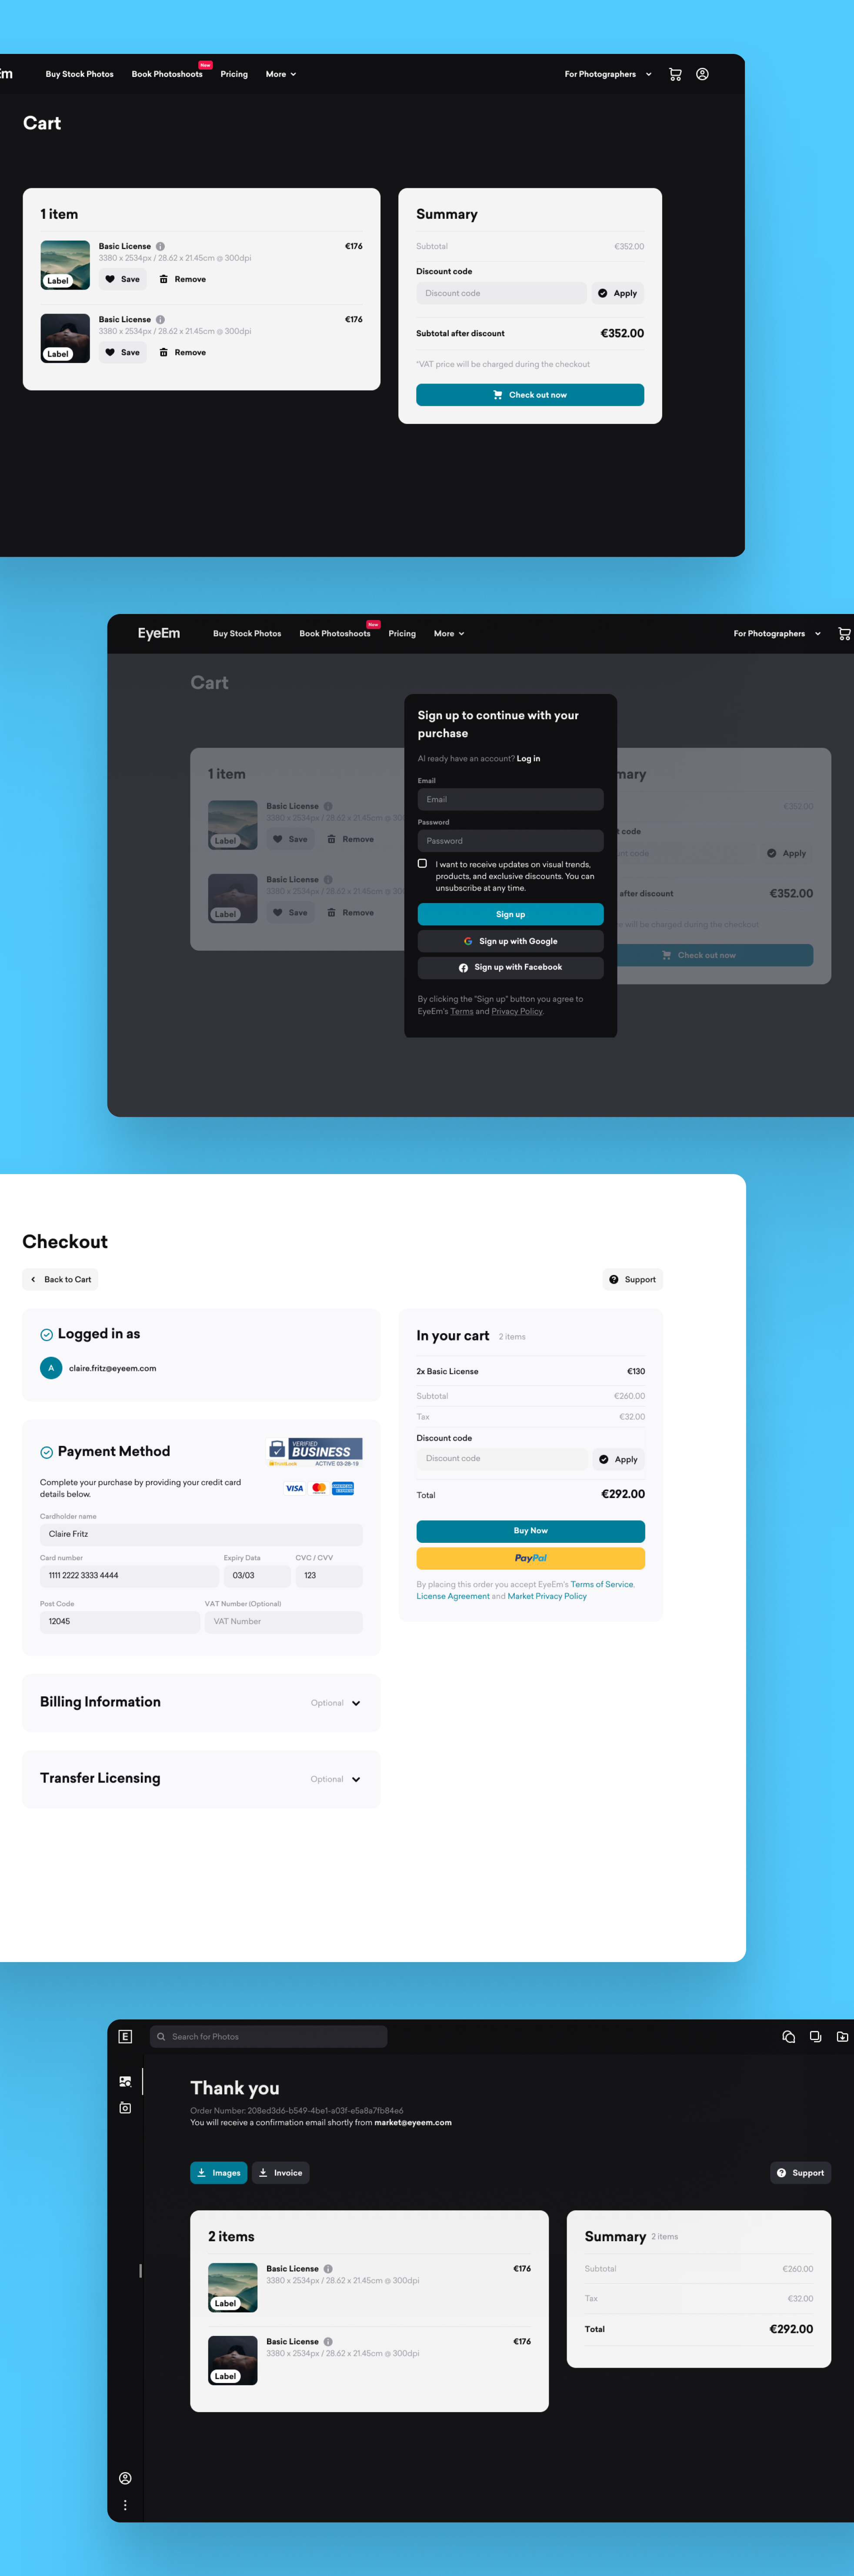 Em
Buy Stock Photos
Book Photoshoots
New
Pricing
More
For Photographers
Cart
1 item
Basic License
€176
3380 x 2534px / 28.62 x 21.45cm @ 300dpi
Label
Save
Remove
Basic License
€176
3380 x 2534px / 28.62 x 21.45cm @ 300dpi
Label
Save
Remove
Summary
Subtotal
€352.00
Discount code
Discount code
Apply
Subtotal after discount
€352.00
*VAT price will be charged during the checkout
Check out now
EyeEm
Buy Stock Photos
Book Photoshoots
New
Pricing
More
For Photographers
Cart
1 item
Basic License
3380 x 2534px / 28.62 x 21.45cm @ 300
Label
Save
Remove
Basic License
3380 x 2534px / 28.62 x 21.45cm @ 300
Label
Save
Remove
Sign up to continue with your
purchase
Al ready have an account? Log in
Email
Email
Password
Password
I want to receive updates on visual trends,
products, and exclusive discounts. You can
unsubscribe at any time.
Sign up
Sign up with Google
Sign up with Facebook
By clicking the "Sign up" button you agree to
EyeEm's Terms and Privacy Policy.
mary
€352.00
t code
unt code
Apply
after discount
€352.00
e will be charged during the checkout
Check out now
Checkout
Back to Cart
Support
Logged in as
A
claire.fritz@eyeem.com
Payment Method
VERIFIED
BUSINESS
ACTIVE 03-28-19
Complete your purchase by providing your credit card
details below.
VISA
Cardholder name
Claire Fritz
Card number
Expiry Data
CVC / CVV
1111 2222 3333 4444
03/03
123
Post Code
VAT Number (Optional)
12045
VAT Number
Billing Information
Optional
Transfer Licensing
Optional
In your cart
2 items
2x Basic License
€130
Subtotal
€260.00
Tax
€32.00
Discount code
Discount code
Apply
Total
€292.00
Buy Now
PayPal
By placing this order you accept EyeEm's Terms of Service,
License Agreement and Market Privacy Policy
E
Search for Photos
Thank you
Order Number: 208ed3d6-b549-4be1-a03f-e5a8a7fb84e6
You will receive a confirmation email shortly from market@eyeem.com
Images
Invoice
Support
2 items
Basic License
€176
3380 x 2534px / 28.62 x 21.45cm @ 300dpi
Label
Basic License
€176
3380 x 2534px / 28.62 x 21.45cm @ 300dpi
Label
Summary
2 items
Subtotal
€260.00
Tax
€32.00
Total
€292.00